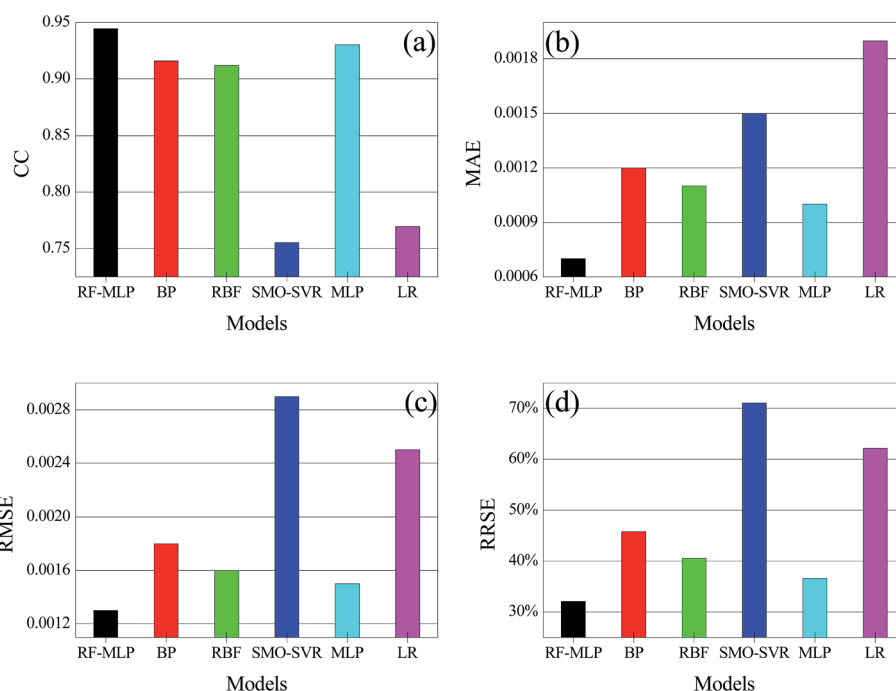 (a)
CC
0.95
0.90
0.85
0.80
0.75
RF-MLP BP RBF SMO-SVR MLP LR
Models
(b)
MAE
0.0018
0.0015
0.0012
0.0009
0.0006
RF-MLP BP RBF SMO-SVR MLP LR
Models
(c)
RMSE
0.0028
0.0024
0.0020
0.0016
0.0012
RF-MLP BP RBF SMO-SVR MLP LR
Models
(d)
RRSE
70%
60%
50%
40%
30%
RF-MLP BP RBF SMO-SVR MLP LR
Models